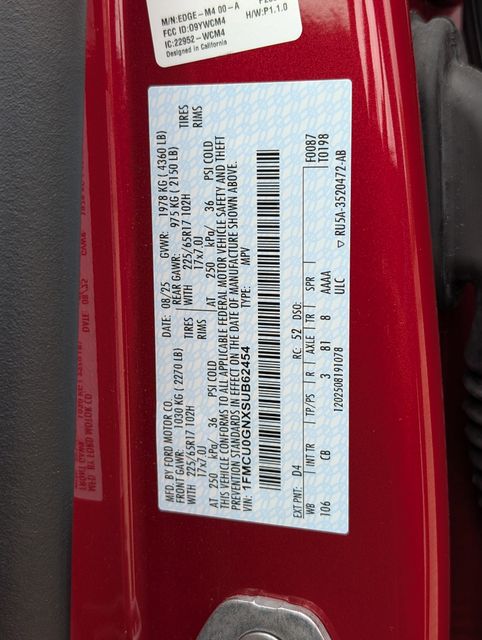 M/N:EDGE-M4 00-A
FCC ID:O9YWCM4
IC:22952-WCM4
Designed in California
H/W:P1.1.0
MFD. BY FORD MOTOR CO.
DATE: 08/25 GVWR: 1978 KG ( 4360 LB)
FRONT GAWR: 1030 KG ( 2270 LB) REAR GAWR: 975 KG ( 2150 LB)
WITH 225/65R17 102H TIRES WITH 225/65R17 102H TIRES
17x7.0J RIMS 17x7.0J RIMS
AT 250 kPa/ 36 PSI COLD AT 250 kPa/ 36 PSI COLD
THIS VEHICLE CONFORMS TO ALL APPLICABLE FEDERAL MOTOR VEHICLE SAFETY AND THEFT
PREVENTION STANDARDS IN EFFECT ON THE DATE OF MANUFACTURE SHOWN ABOVE.
VIN: 1FMCU0GNXSUB62454 TYPE: MPV
F0087
T0198
EXT PNT: D4 RC: 52 DSO:
WB INT TR TP/PS R AXLE TR SPR
106 CB 3 81 8 AAAA
ULC
1202508191078
▽ RU5A-3520472-AB